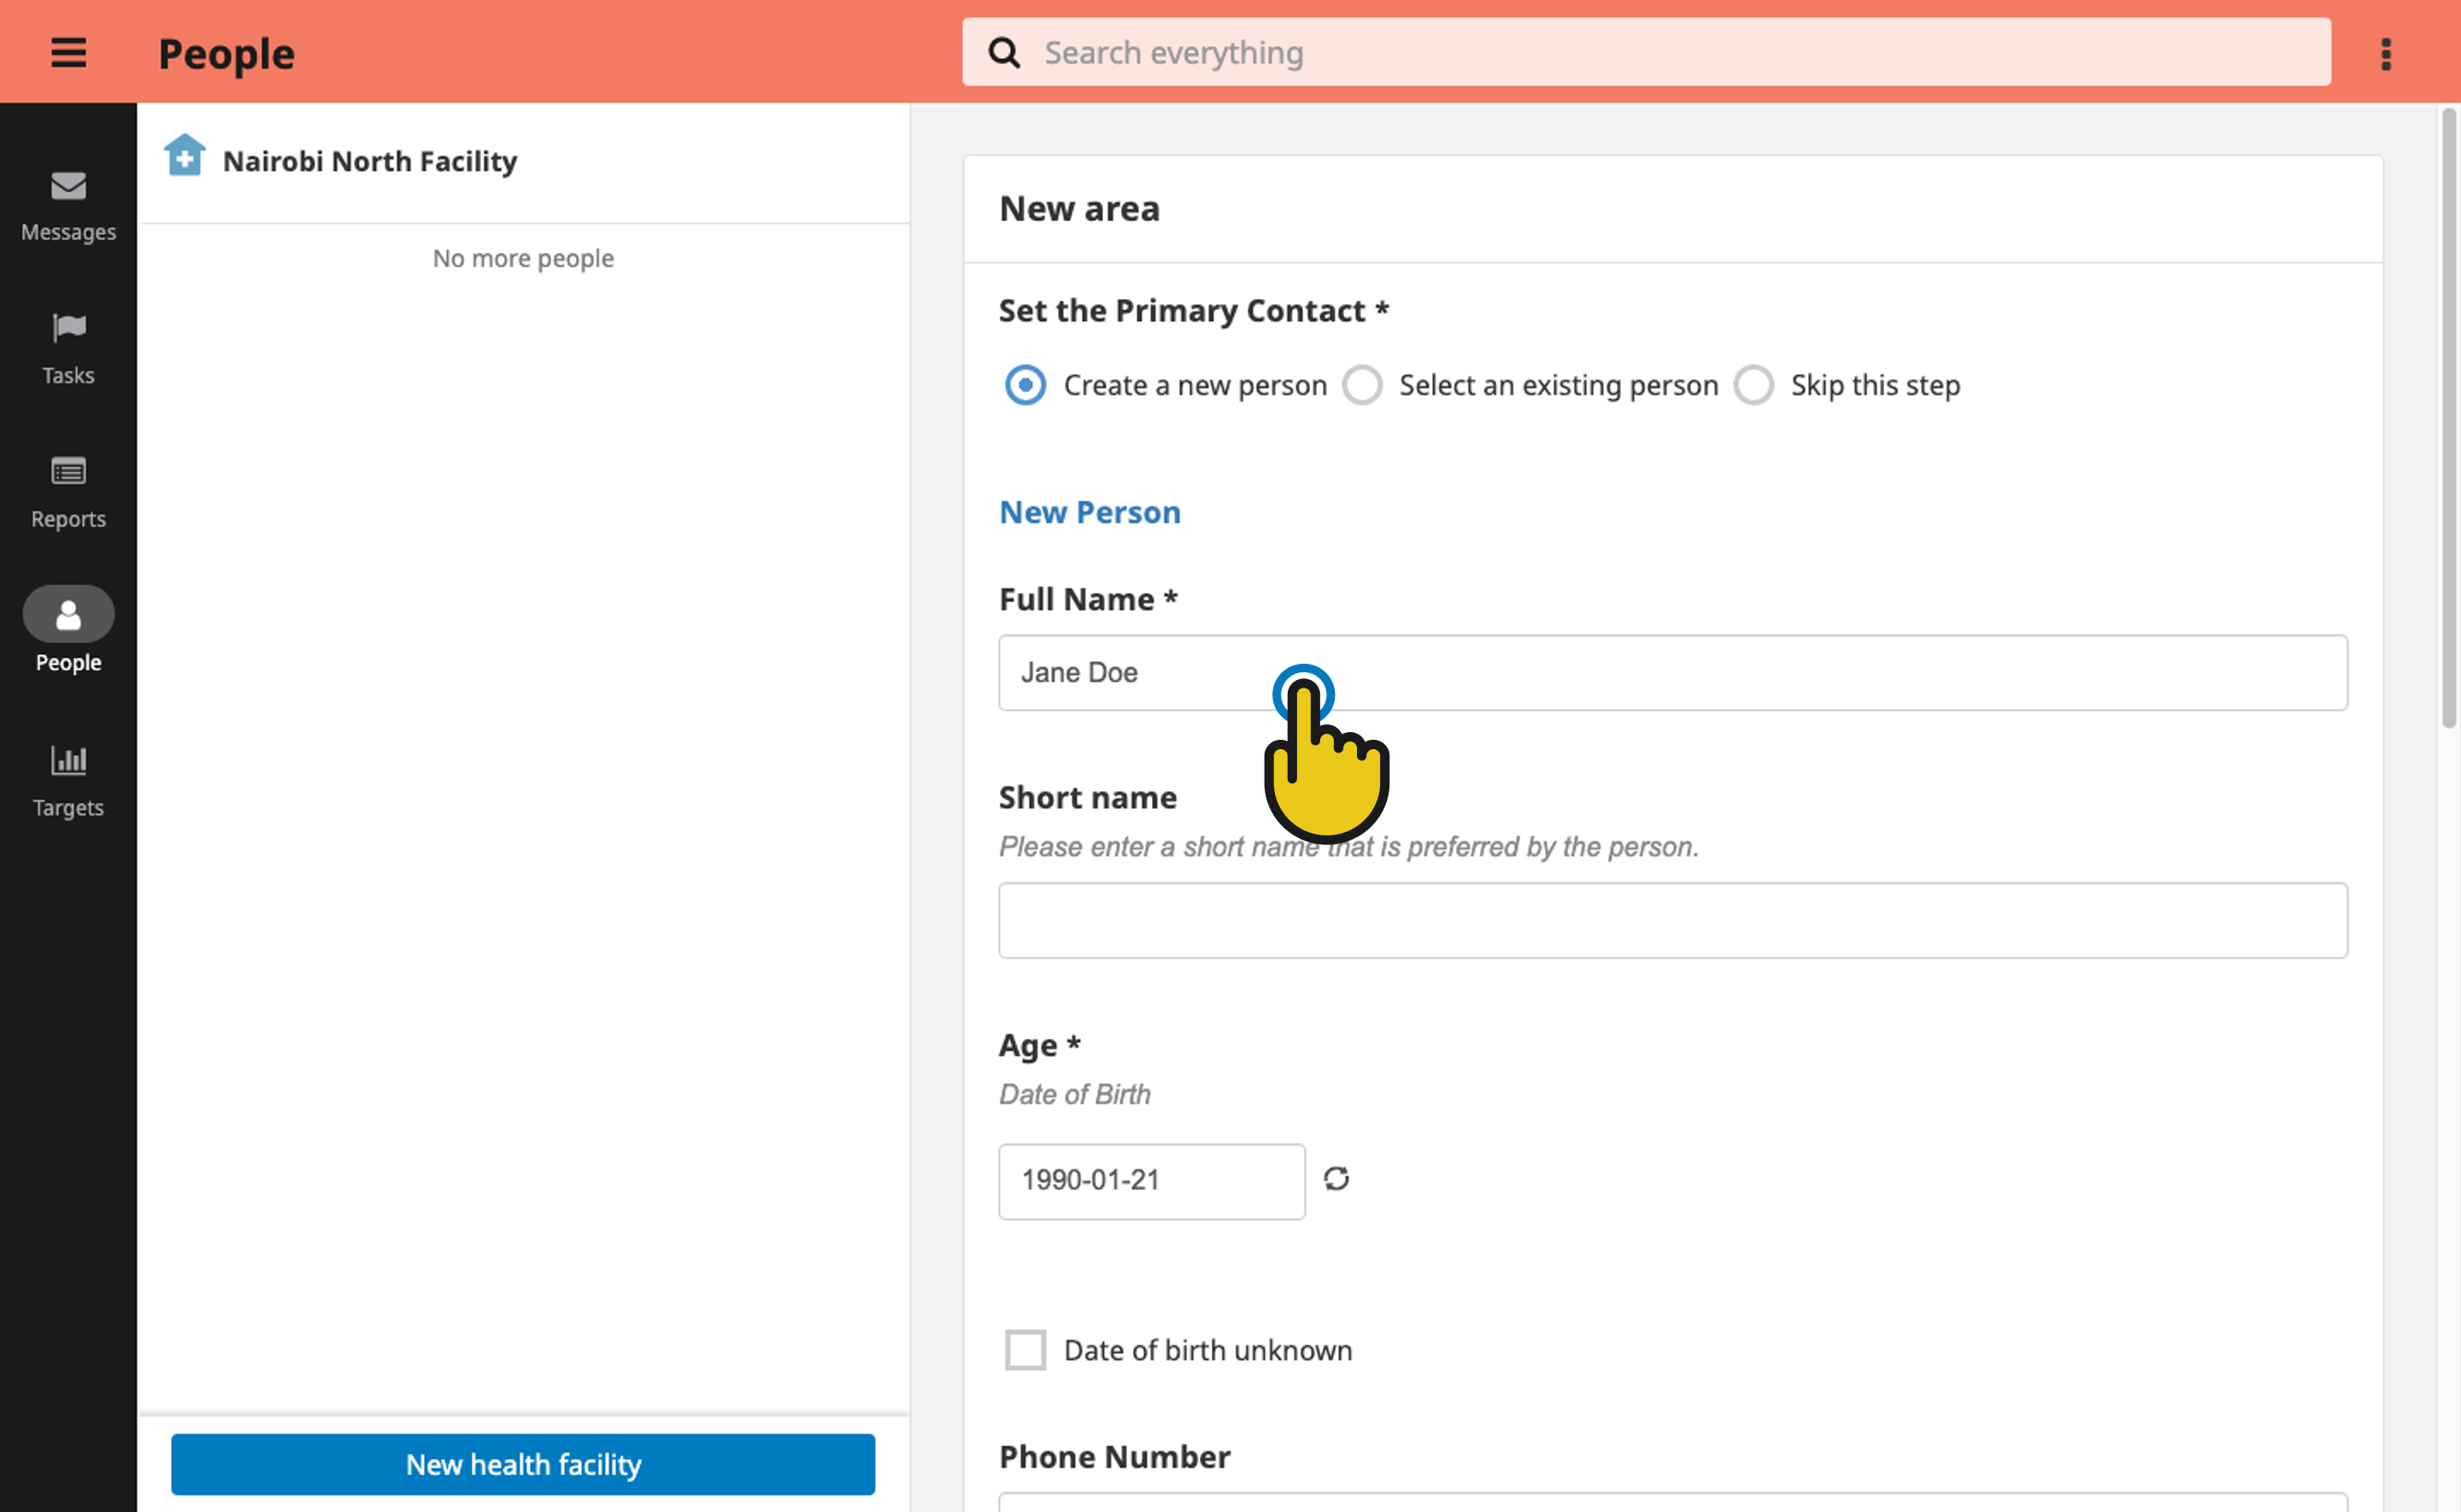 People
Search everything
Messages
Tasks
Reports
People
Targets
Nairobi North Facility
No more people
New health facility
New area
Set the Primary Contact *
Create a new person Select an existing person Skip this step
New Person
Full Name *
Jane Doe
Short name
Please enter a short name that is preferred by the person.
Age *
Date of Birth
1990-01-21
Date of birth unknown
Phone Number